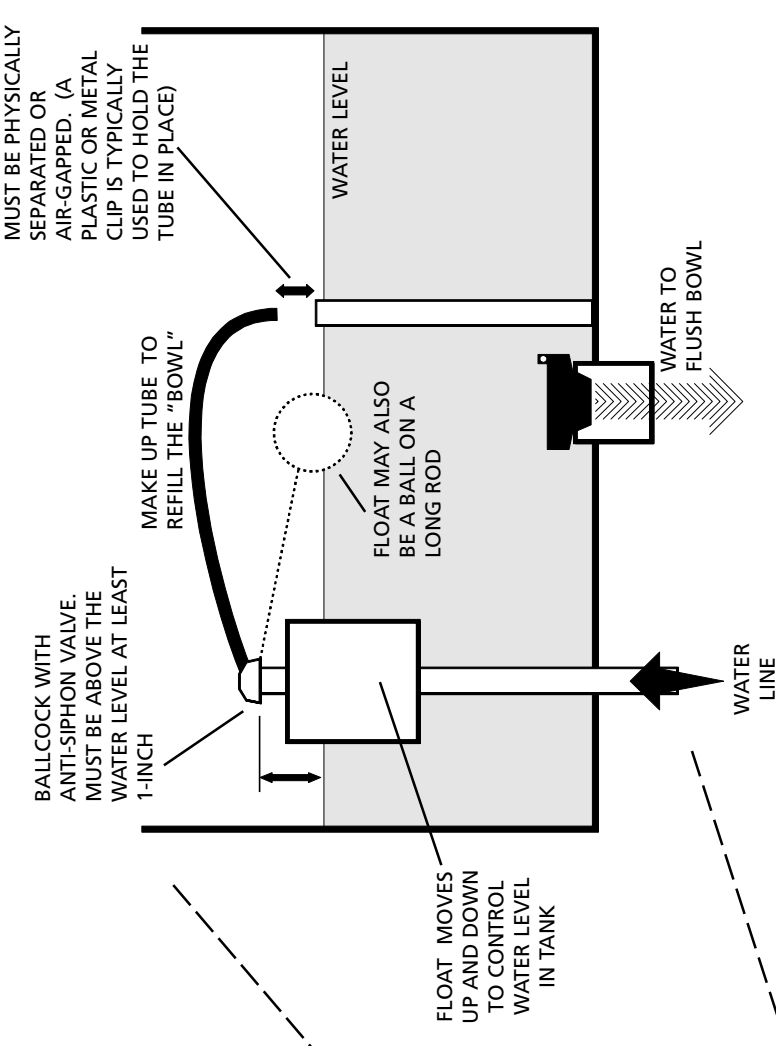 BALLCOCK WITH
ANTI-SIPHON VALVE.
MUST BE ABOVE THE
WATER LEVEL AT LEAST
1-INCH
MAKE UP TUBE TO
REFILL THE “BOWL”
MUST BE PHYSICALLY
SEPARATED OR
AIR-GAPPED. (A
PLASTIC OR METAL
CLIP IS TYPICALLY
USED TO HOLD THE
TUBE IN PLACE)
WATER LEVEL
FLOAT MAY ALSO
BE A BALL ON A
LONG ROD
FLOAT MOVES
UP AND DOWN
TO CONTROL
WATER LEVEL
IN TANK
WATER TO
FLUSH BOWL
WATER
LINE